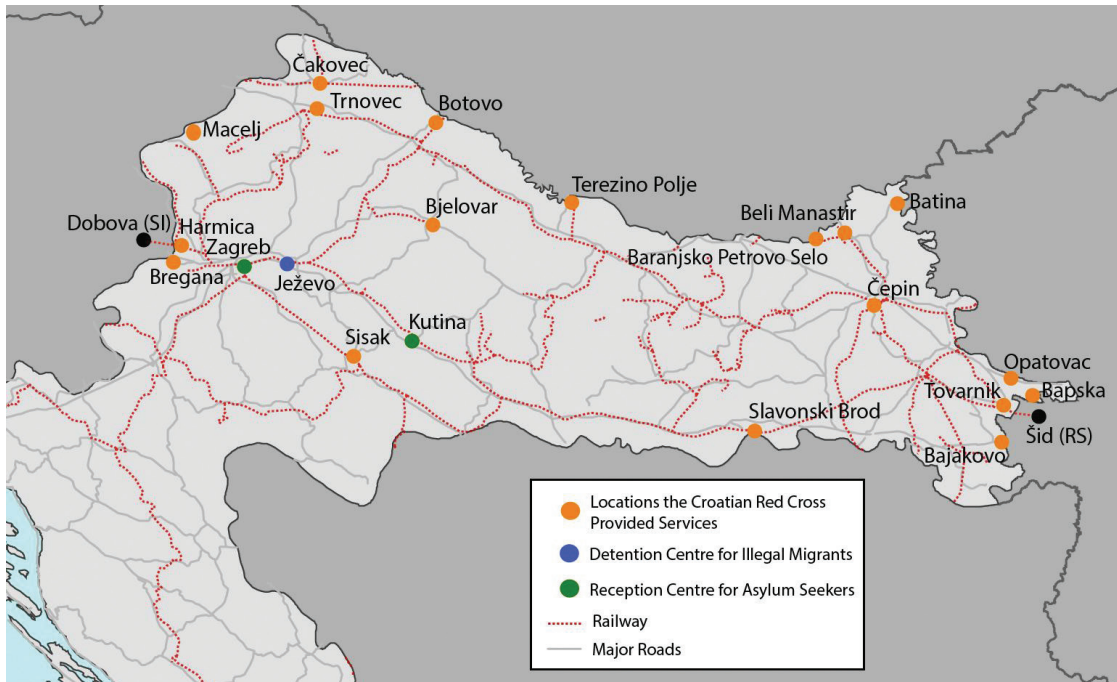 Čakovec
Trnovec
Botovo
Macelj
Terezino Polje
Batina
Bjelovar
Beli Manastir
Dobova (SI)
Harmica
Zagreb
Baranjsko Petrovo Selo
Bregana
Ježevo
Čepin
Kutina
Sisak
Opatovac
Tovarnik
Bapska
Slavonski Brod
Šid (RS)
Bajakovo
Locations the Croatian Red Cross
Provided Services
Detention Centre for Illegal Migrants
Reception Centre for Asylum Seekers
Railway
Major Roads